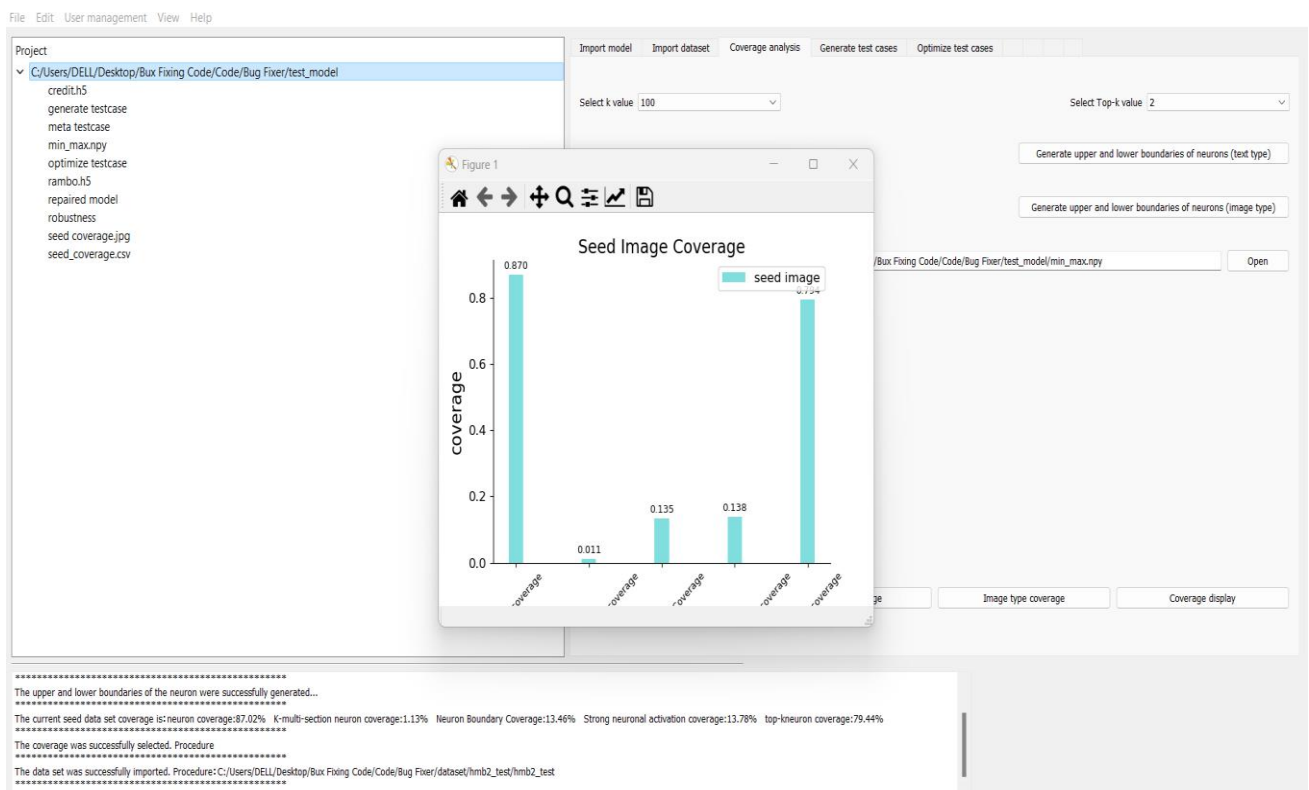 File Edit User management View Help
Project
C:/Users/DELL/Desktop/Bux Fixing Code/Code/Bug Fixer/test_model
credit.h5
generate testcase
meta testcase
min_max.npy
optimize testcase
rambo.h5
repaired model
robustness
seed coverage.jpg
seed_coverage.csv
Import model Import dataset Coverage analysis Generate test cases Optimize test cases
Select k value 100 Select Top-k value 2
Generate upper and lower boundaries of neurons (text type)
Generate upper and lower boundaries of neurons (image type)
/Bux Fixing Code/Code/Bug Fixer/test_model/min_max.npy Open
Figure 1
Seed Image Coverage
seed image
coverage
0.8
0.6
0.4
0.2
0.0
0.870
0.011
0.135
0.138
0.794
coverage
coverage
coverage
coverage
coverage
Image type coverage Coverage display
**************************************************
The upper and lower boundaries of the neuron were successfully generated...
**************************************************
The current seed data set coverage is:neuron coverage:87.02% K-multi-section neuron coverage:1.13% Neuron Boundary Coverage:13.46% Strong neuronal activation coverage:13.78% top-kneuron coverage:79.44%
**************************************************
The coverage was successfully selected. Procedure
**************************************************
The data set was successfully imported. Procedure:C:/Users/DELL/Desktop/Bux Fixing Code/Code/Bug Fixer/dataset/hmb2_test/hmb2_test
**************************************************